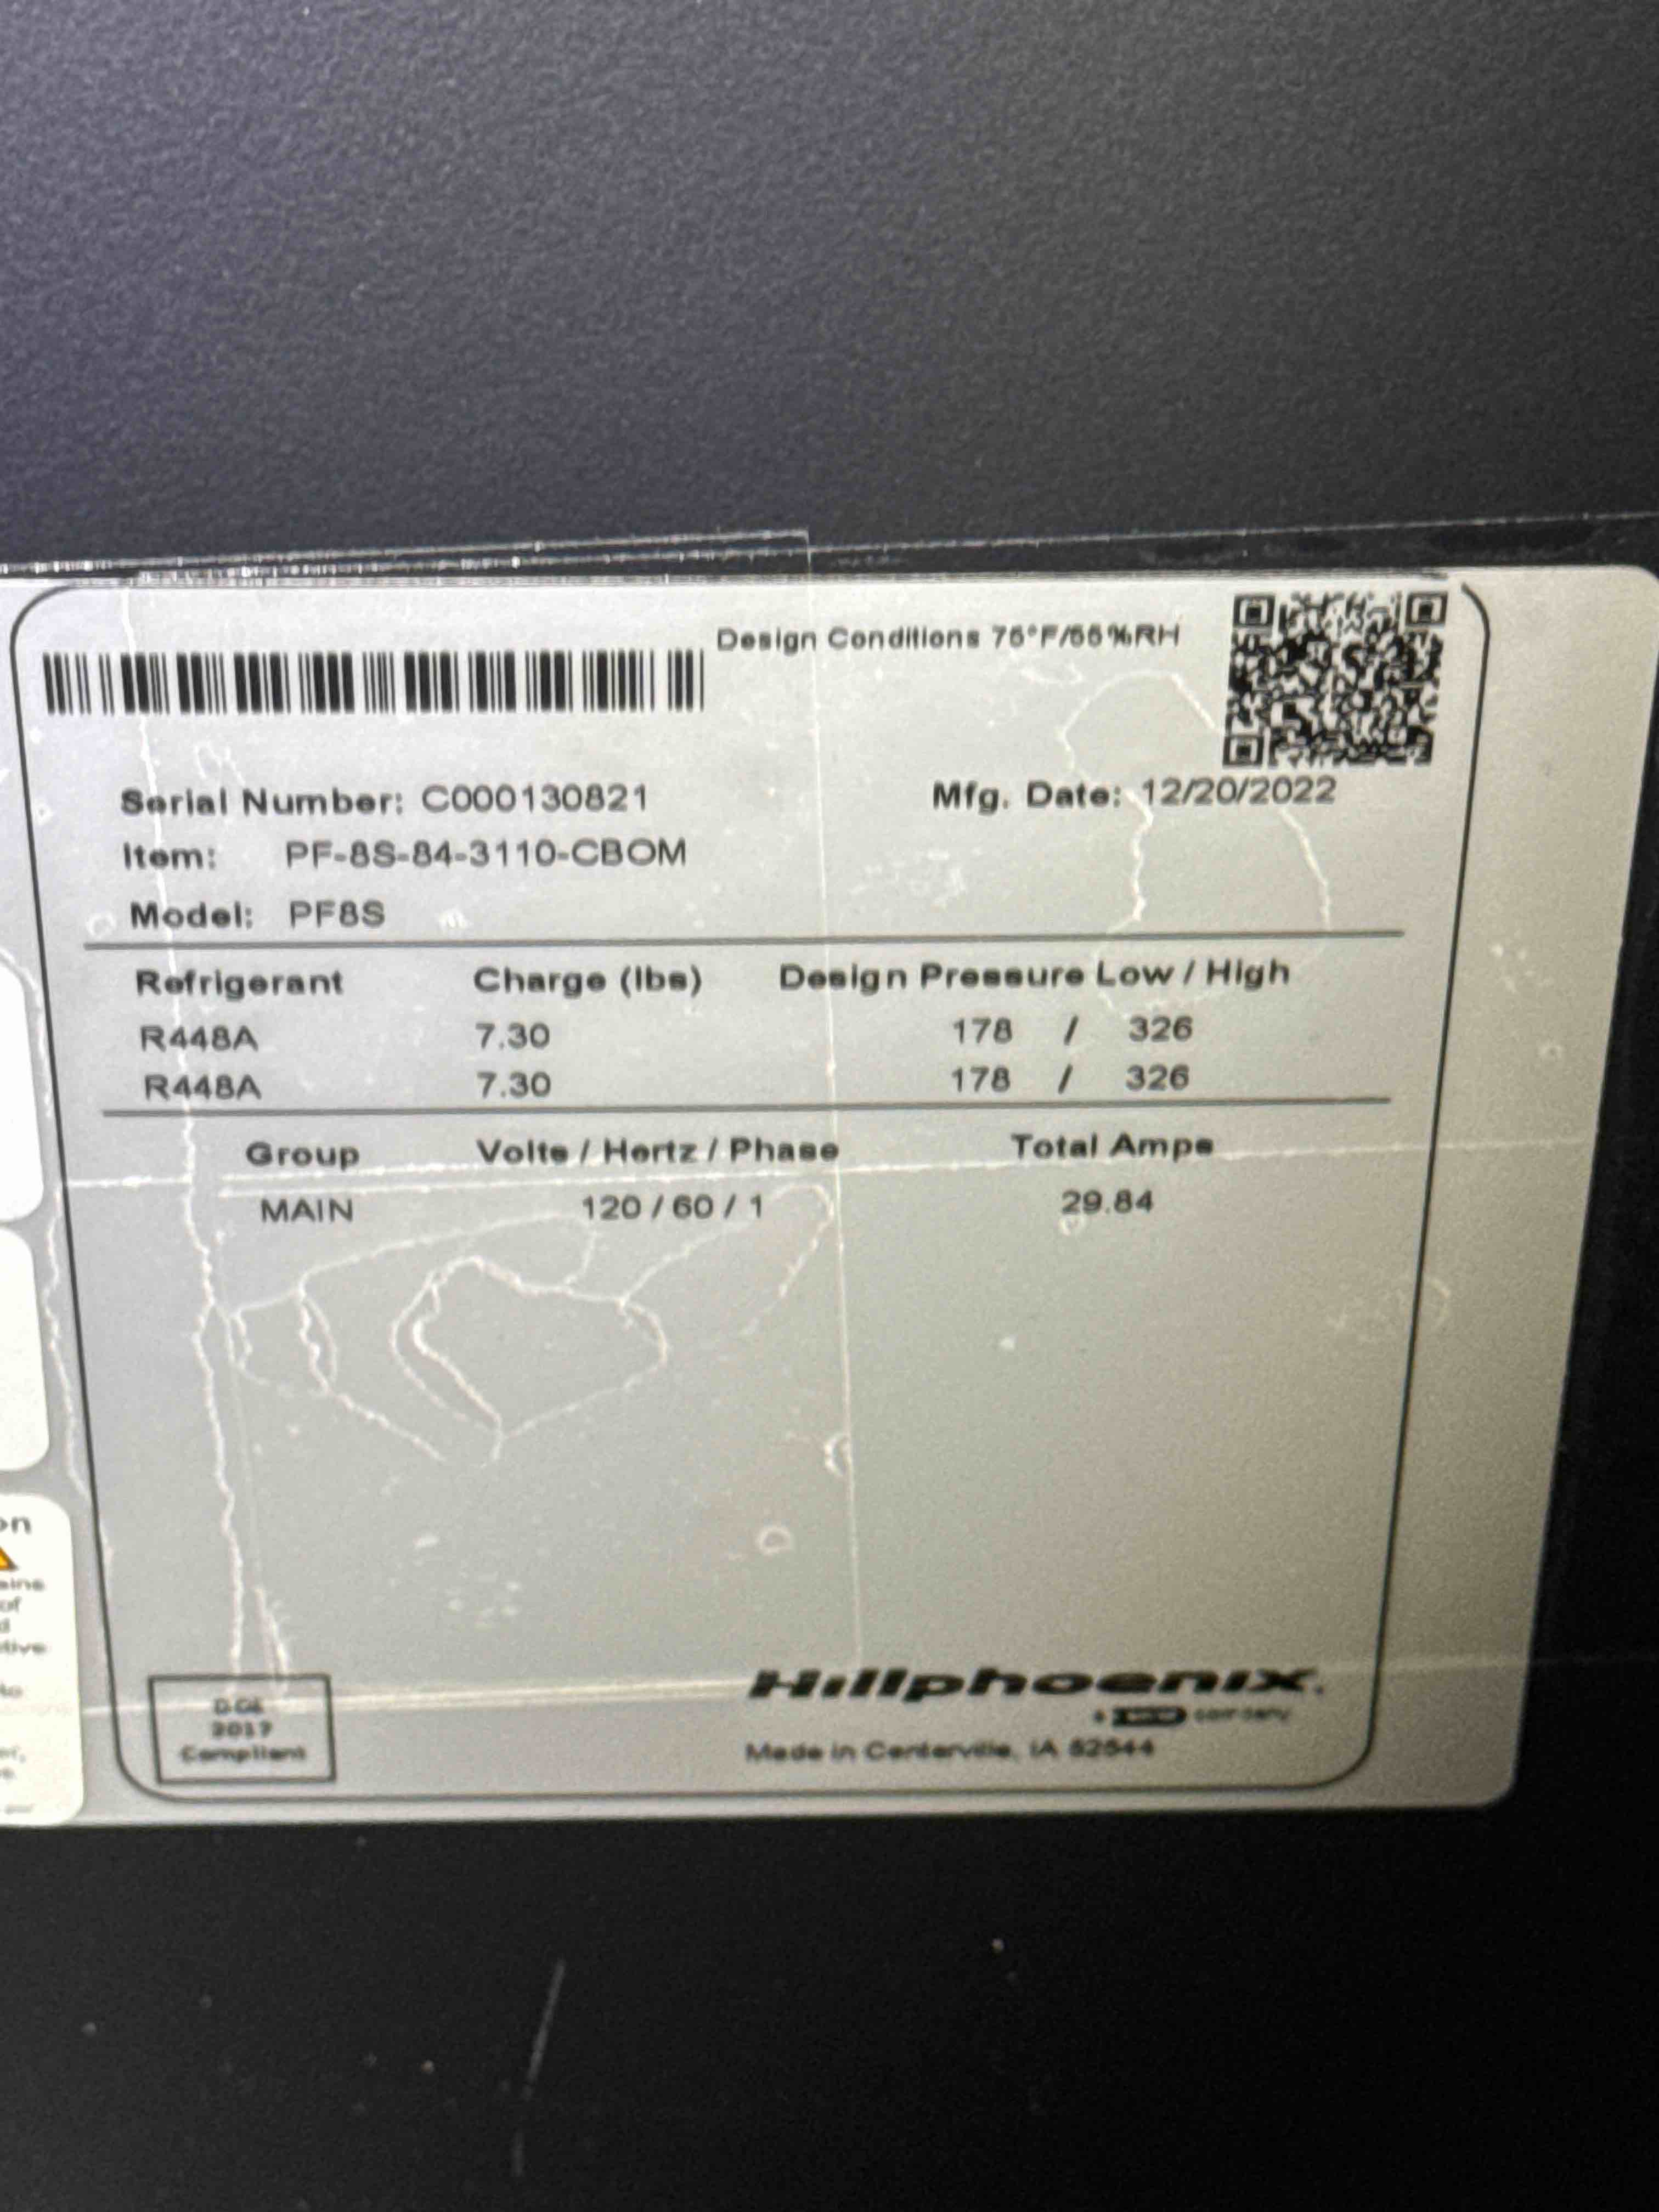 Design Conditions 75°F/55%RH
Serial Number: C000130821
Mfg. Date: 12/20/2022
Item: PF-8S-84-3110-CBOM
Model: PF8S
Refrigerant Charge (lbs) Design Pressure Low / High
R448A 7.30 178 / 326
R448A 7.30 178 / 326
Group Volts / Hertz / Phase Total Amps
MAIN 120 / 60 / 1 29.84
on
of
DOE
2017
Compliant
Hillphoenix.
a company
Made in Centerville, IA 52544